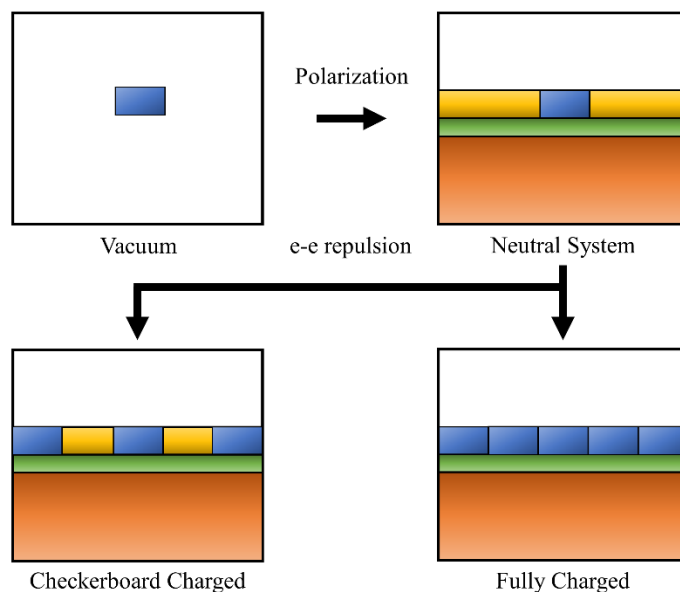 Polarization
Vacuum
e-e repulsion
Neutral System
Checkerboard Charged
Fully Charged